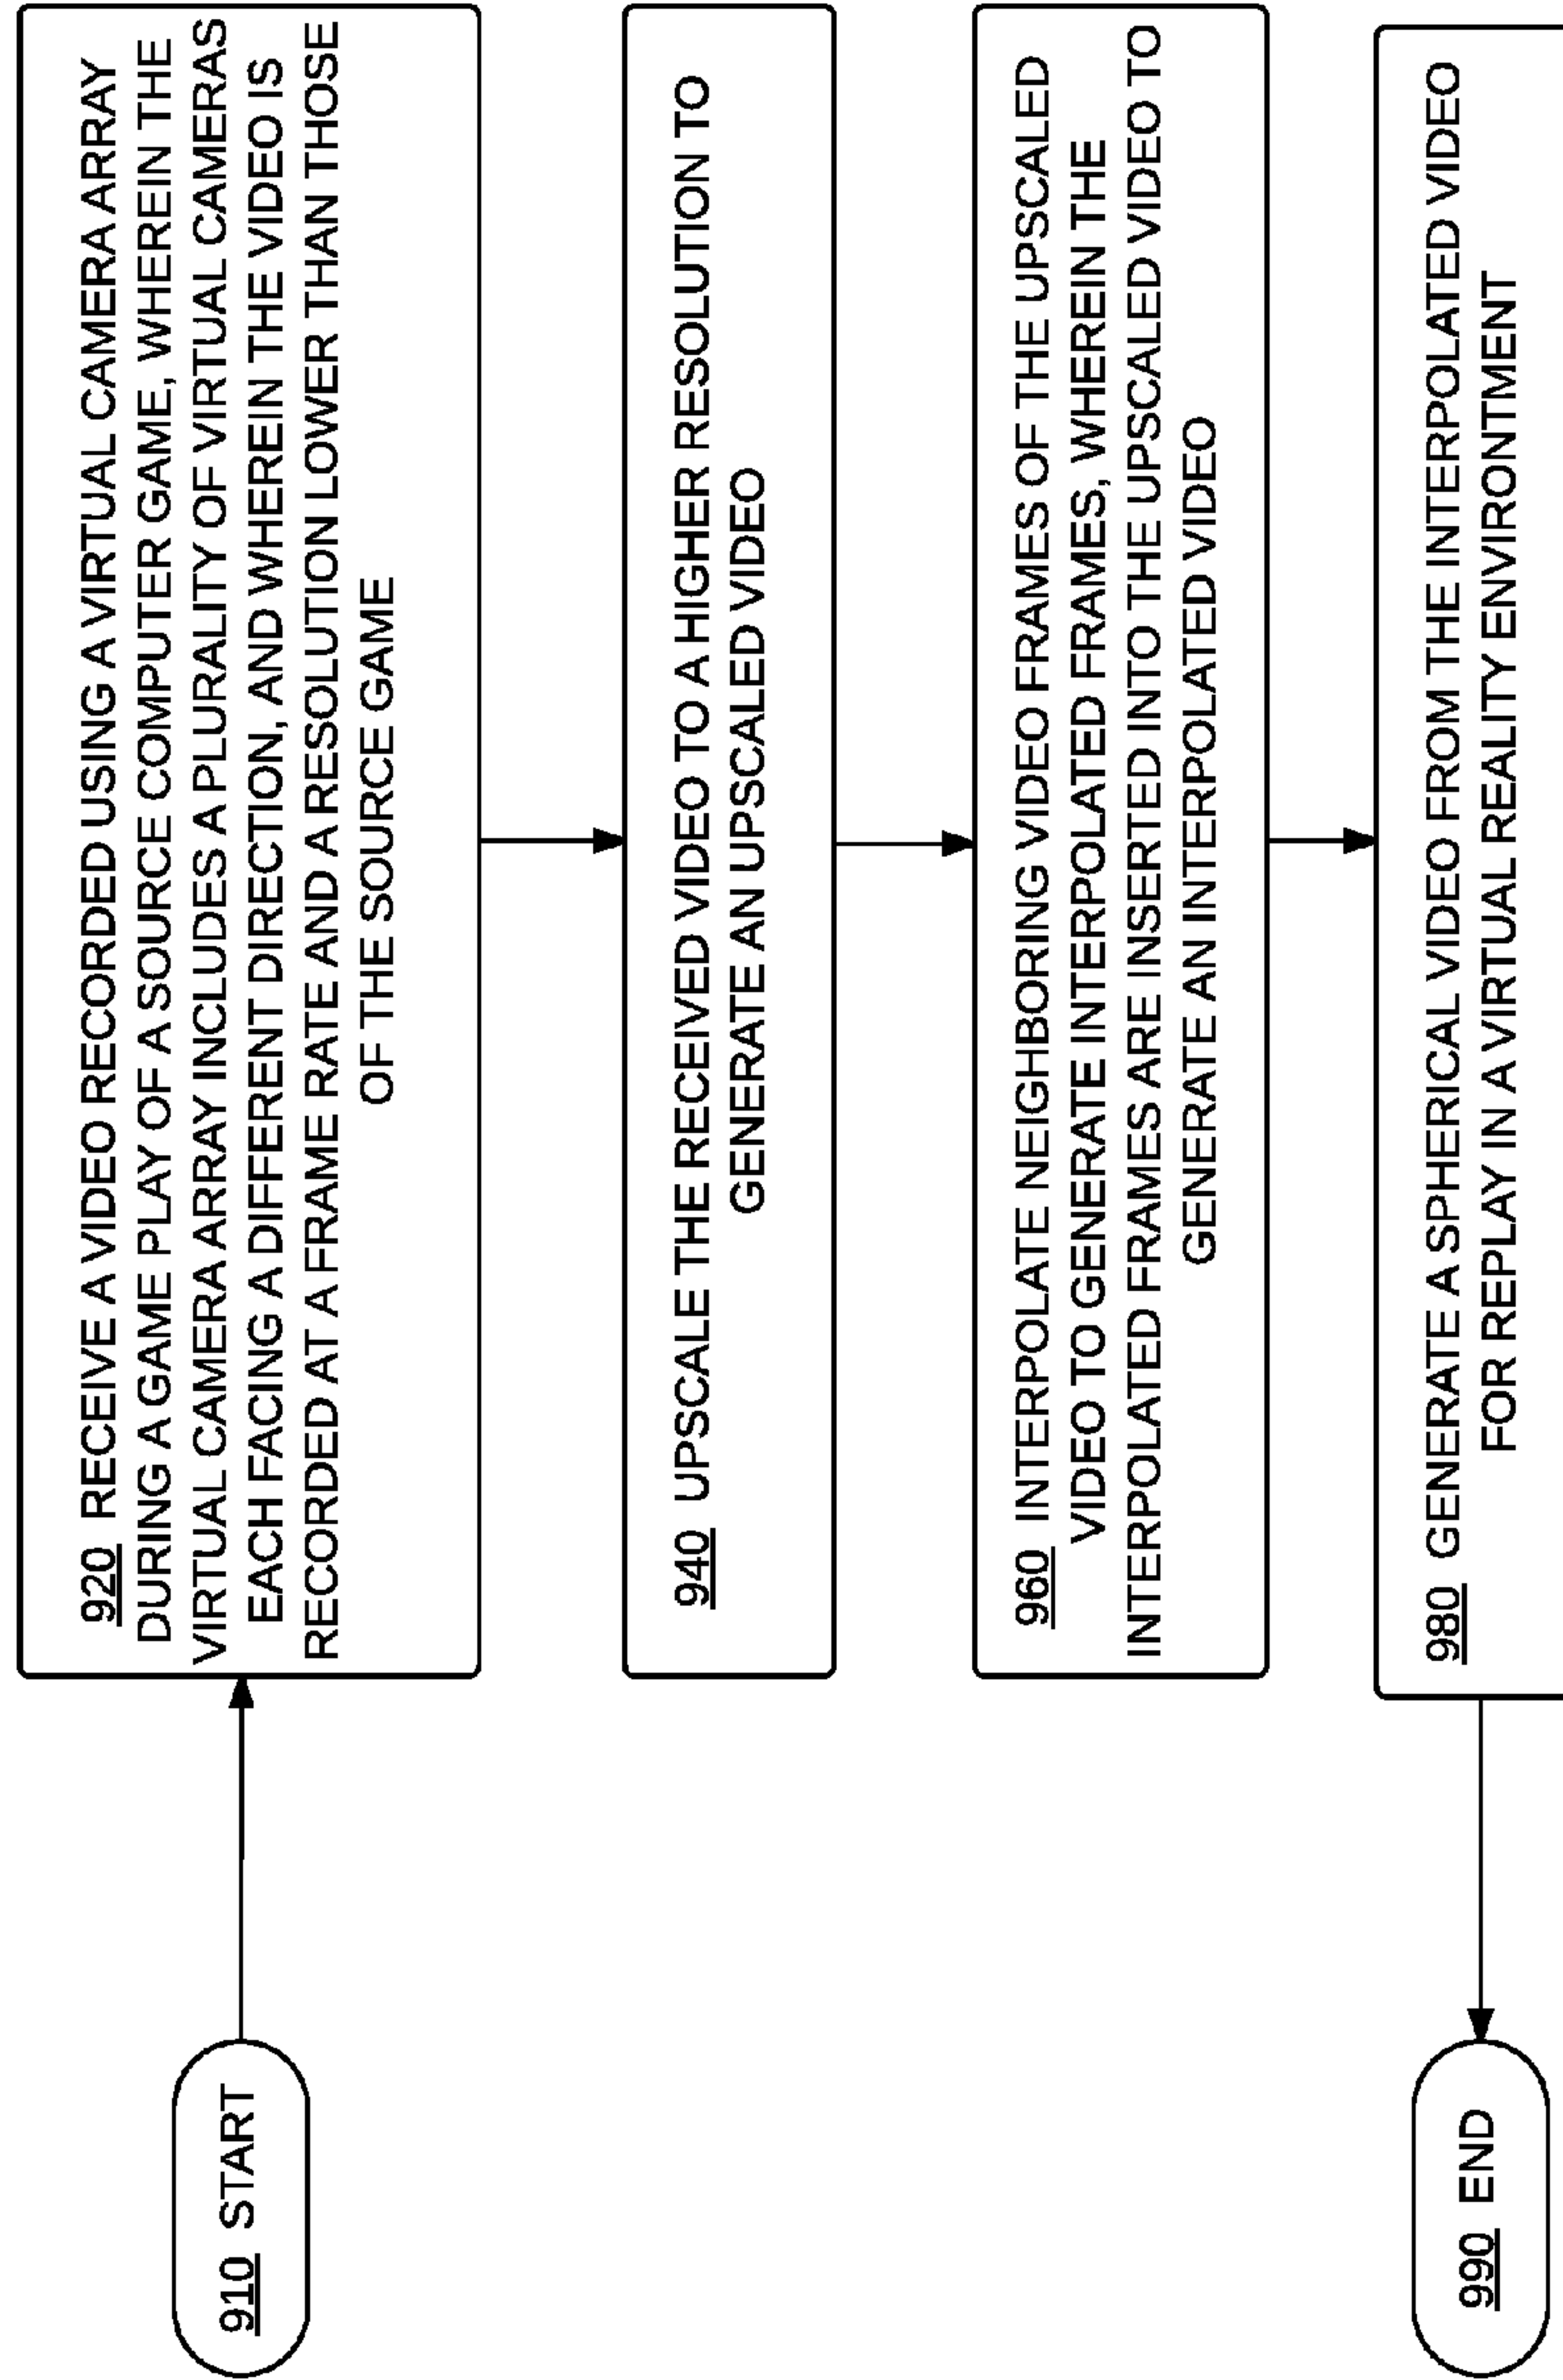 910 START
920 RECEIVE A VIDEO RECORDED USING A VIRTUAL CAMERA ARRAY
DURING A GAME PLAY OF A SOURCE COMPUTER GAME, WHEREIN THE
VIRTUAL CAMERA ARRAY INCLUDES A PLURALITY OF VIRTUAL CAMERAS
EACH FACING A DIFFERENT DIRECTION, AND WHEREIN THE VIDEO IS
RECORDED AT A FRAME RATE AND A RESOLUTION LOWER THAN THOSE
OF THE SOURCE GAME
940 UPSCALE THE RECEIVED VIDEO TO A HIGHER RESOLUTION TO
GENERATE AN UPSCALED VIDEO
960 INTERPOLATE NEIGHBORING VIDEO FRAMES OF THE UPSCALED
VIDEO TO GENERATE INTERPOLATED FRAMES, WHEREIN THE
INTERPOLATED FRAMES ARE INSERTED INTO THE UPSCALED VIDEO TO
GENERATE AN INTERPOLATED VIDEO
980 GENERATE A SPHERICAL VIDEO FROM THE INTERPOLATED VIDEO
FOR REPLAY IN A VIRTUAL REALITY ENVIRONTMENT
990 END